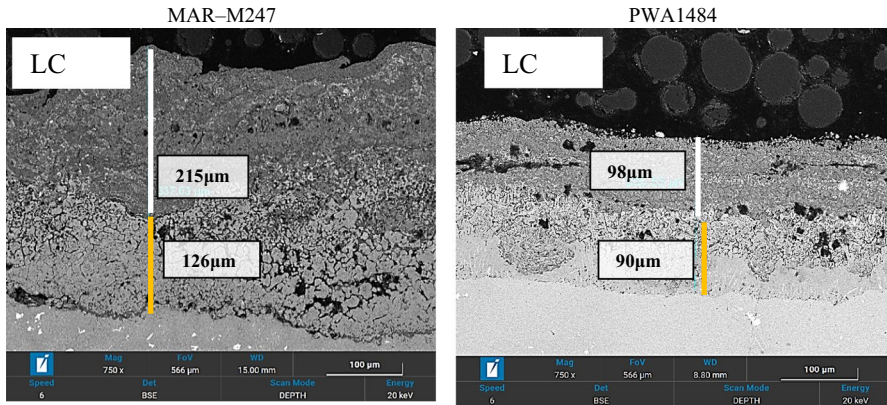 MAR–M247
PWA1484
LC
LC
215μm
98μm
126μm
90μm
Mag FoV WD
750 x 566 μm 15.00 mm 100 μm
Speed Det Scan Mode Energy
6 BSE DEPTH 20 keV
Mag FoV WD
750 x 566 μm 8.80 mm 100 μm
Speed Det Scan Mode Energy
6 BSE DEPTH 20 keV